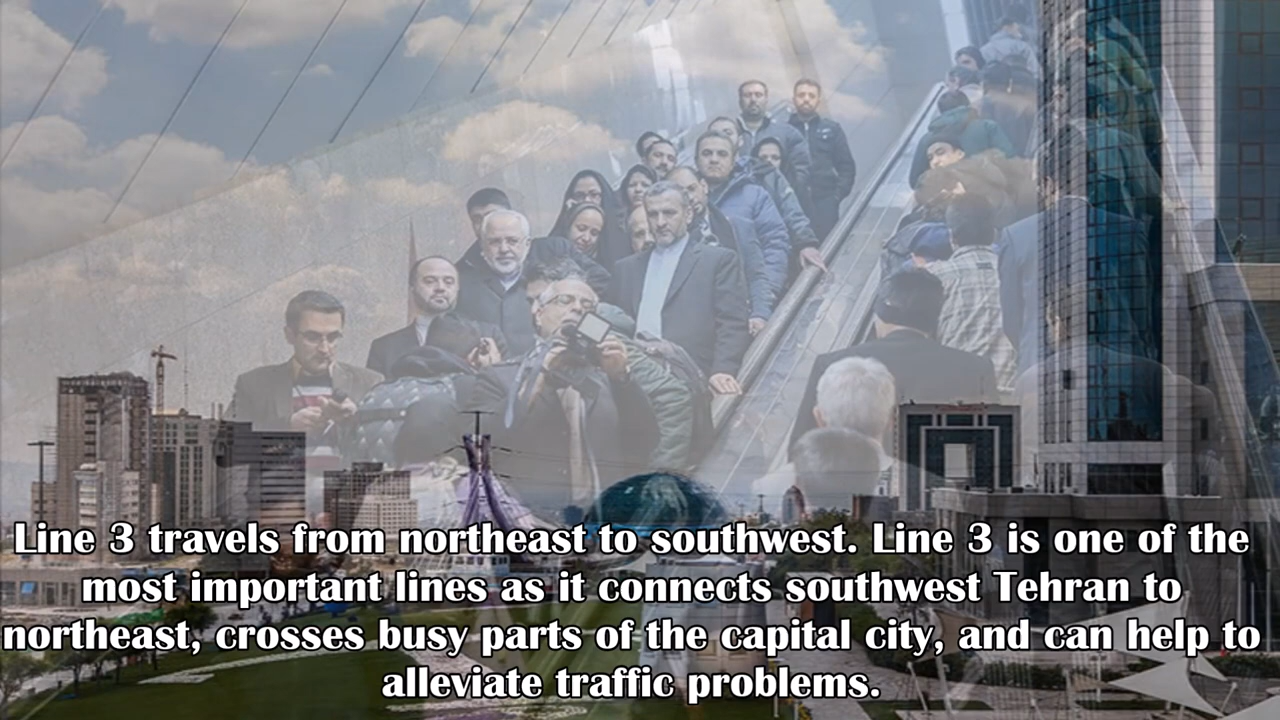 Line 3 travels from northeast to southwest. Line 3 is one of the
most important lines as it connects southwest Tehran to
northeast, crosses busy parts of the capital city, and can help to
alleviate traffic problems.